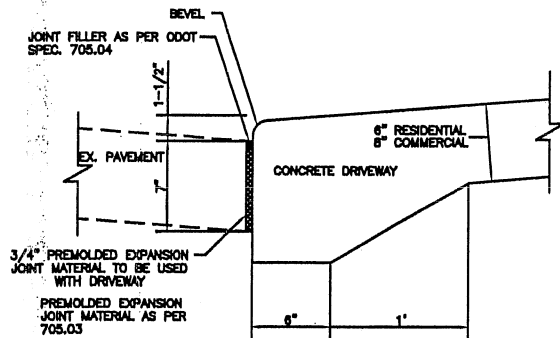 BEVEL
JOINT FILLER AS PER ODOT
SPEC. 705.04
1-1/2"
6" RESIDENTIAL
8" COMMERCIAL
EX. PAVEMENT
7"
CONCRETE DRIVEWAY
3/4" PREMOLDED EXPANSION
JOINT MATERIAL TO BE USED
WITH DRIVEWAY
PREMOLDED EXPANSION
JOINT MATERIAL AS PER
705.03
6"
1'